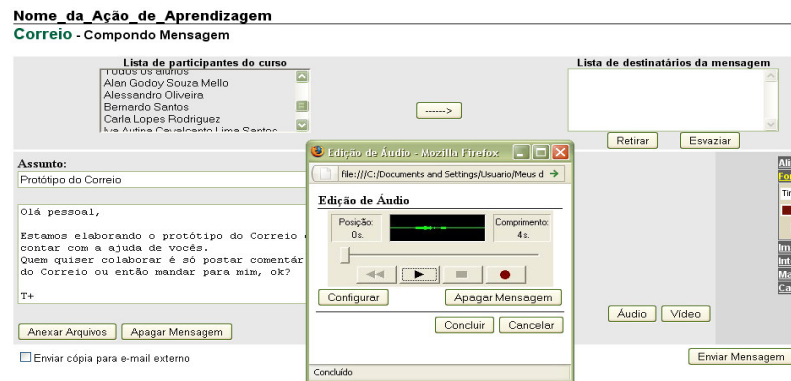 Nome_da_Ação_de_Aprendizagem
Correio - Compondo Mensagem
Lista de participantes do curso
Todos os alunos
Alan Godoy Souza Mello
Alessandro Oliveira
Bernardo Santos
Carla Lopes Rodriguez
Iva Autina Cavalcanto Lima Santos
----->
Lista de destinatários da mensagem
Retirar Esvaziar
Assunto:
Protótipo do Correio
Olá pessoal,
Estamos elaborando o protótipo do Correio
contar com a ajuda de vocês.
Quem quiser colaborar é só postar comentár
do Correio ou então mandar para mim, ok?
T+
Anexar Arquivos Apagar Mensagem
Enviar cópia para e-mail externo
Edição de Áudio - Mozilla Firefox
file:///C:/Documents and Settings/Usuario/Meus d
Edição de Áudio
Posição:
0s.
Comprimento:
4s.
Configurar Apagar Mensagem
Concluir Cancelar
Concluído
Áudio Vídeo
Enviar Mensagem